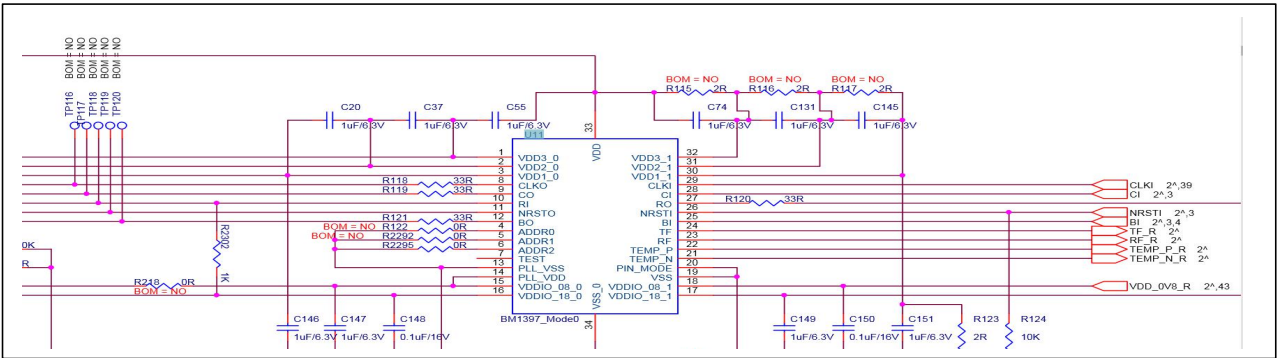 TP116 BOM = NO
TP117 BOM = NO
TP118 BOM = NO
TP119 BOM = NO
TP120 BOM = NO
C20
1uF/6.3V
C37
1uF/6.3V
C55
1uF/6.3V
BOM = NO
R115 2R
BOM = NO
R116 2R
BOM = NO
R117 2R
C74
1uF/6.3V
C131
1uF/6.3V
C145
1uF/6.3V
U11
33
VDD
1 VDD3_0
2 VDD2_0
3 VDD1_0
R118 33R 8 CLKO
R119 33R 9 CO
10 RI
11 NRSTO
R121 33R 12 BO
BOM = NO R122 0R 4 ADDR0
BOM = NO R2292 0R 5 ADDR1
R2295 0R 6 ADDR2
7 TEST
13 PLL_VSS
14 PLL_VDD
15 VDDIO_08_0
16 VDDIO_18_0
VSS_0
34
BM1397_Mode0
VDD3_1 32
VDD2_1 31
VDD1_1 30
CLKI 29
CI 28
RO 27
R120 33R
NRSTI 26
BI 25
TF 24
RF 23
TEMP_P 22
TEMP_N 21
PIN_MODE 20
VSS 19
VDDIO_08_1 18
VDDIO_18_1 17
CLKI 2^,39
CI 2^,3
NRSTI 2^,3
BI 2^,3,4
TF_R 2^
RF_R 2^
TEMP_P_R 2^
TEMP_N_R 2^
VDD_0V8_R 2^,43
0K
R
R2302
1K
R218 0R
BOM = NO
C146
1uF/6.3V
C147
1uF/6.3V
C148
0.1uF/16V
C149
1uF/6.3V
C150
0.1uF/16V
C151
1uF/6.3V
R123
2R
R124
10K